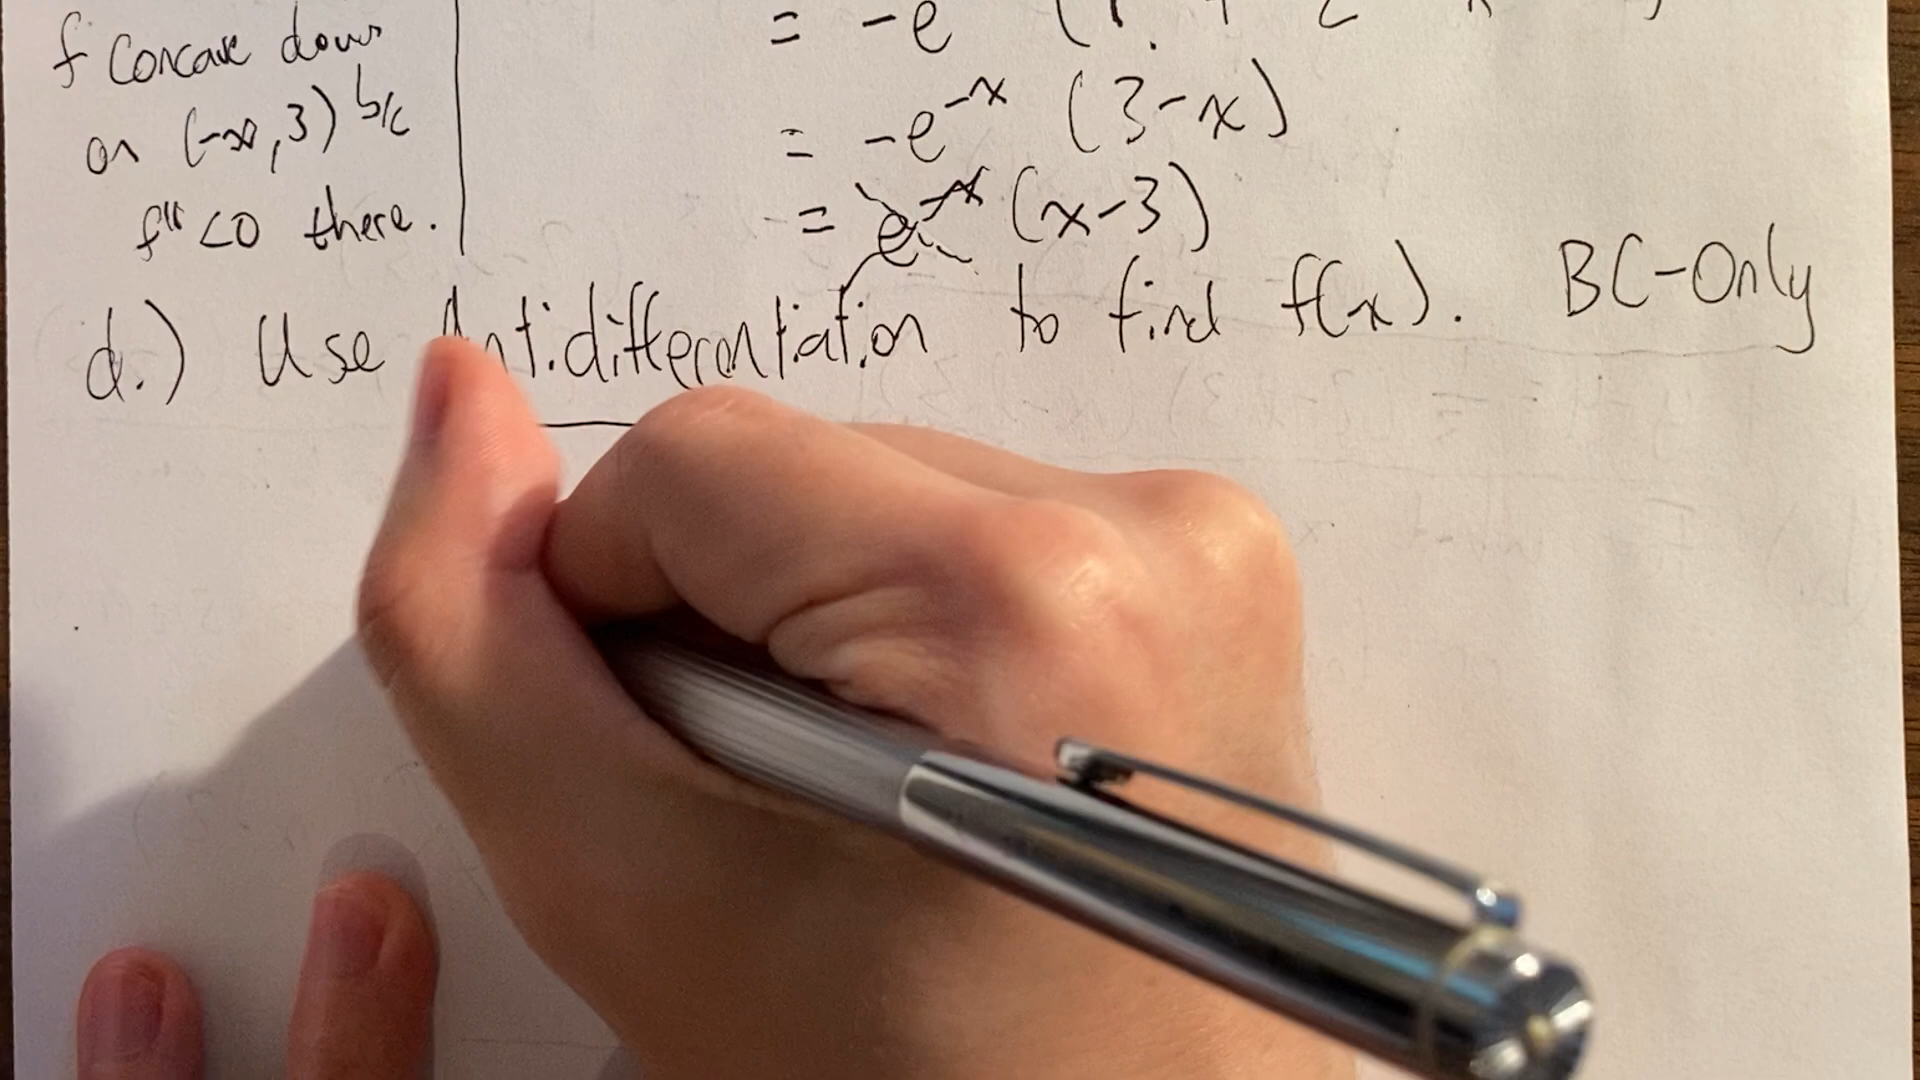 f concave down
on (-∞,3) b/c
f'' <0 there.
= -e
= -e^-x (3-x)
= e^-x (x-3)
d.) Use Antidifferentiation to find f(x). BC-Only